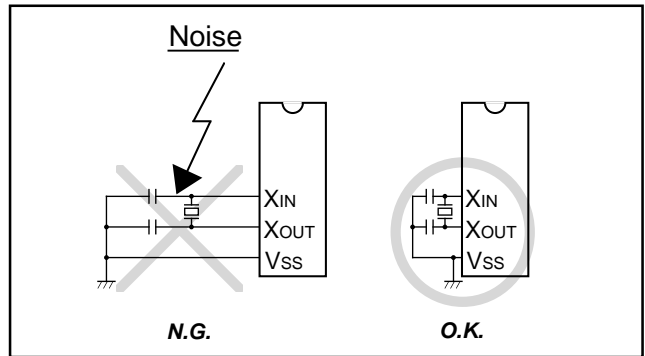 Noise
XIN
XOUT
VSS
N.G.
XIN
XOUT
VSS
O.K.